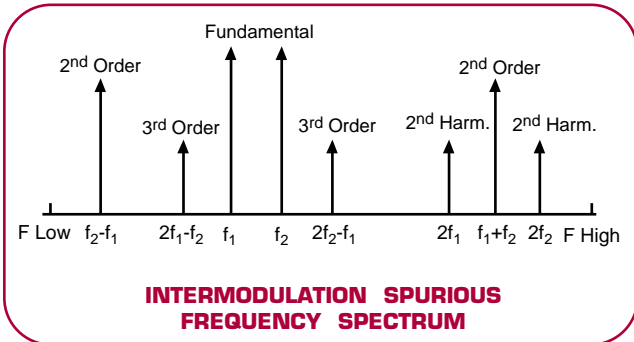 Fundamental
2nd Order
2nd Order
3rd Order
3rd Order
2nd Harm.
2nd Harm.
F Low f2-f1 2f1-f2 f1 f2 2f2-f1 2f1 f1+f2 2f2 F High
INTERMODULATION SPURIOUS
FREQUENCY SPECTRUM